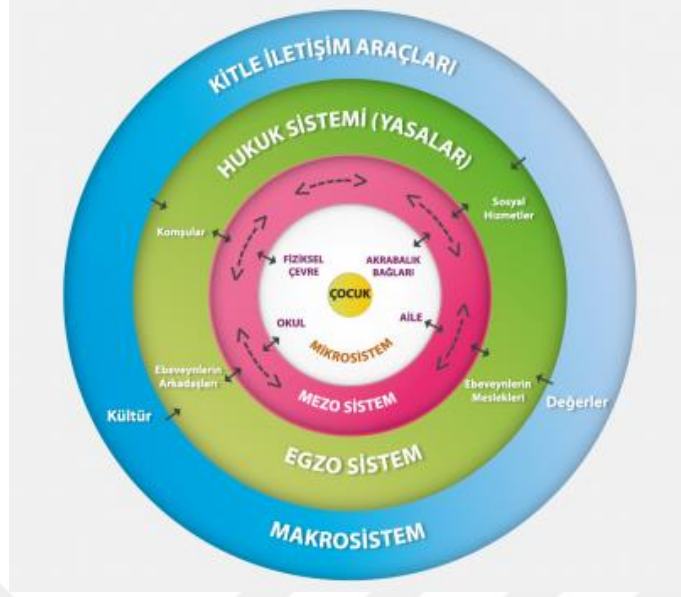 KİTLE İLETİŞİM ARAÇLARI
HUKUK SİSTEMİ (YASALAR)
Sosyal
Hizmetler
Komşular
FİZİKSEL
ÇEVRE
AKRABALIK
BAĞLARI
ÇOCUK
OKUL
AİLE
MİKROSİSTEM
Ebeveynlerin
Arkadaşları
Ebeveynlerin
Meslekleri
MEZO SİSTEM
Kültür
Değerler
EGZO SİSTEM
MAKROSİSTEM